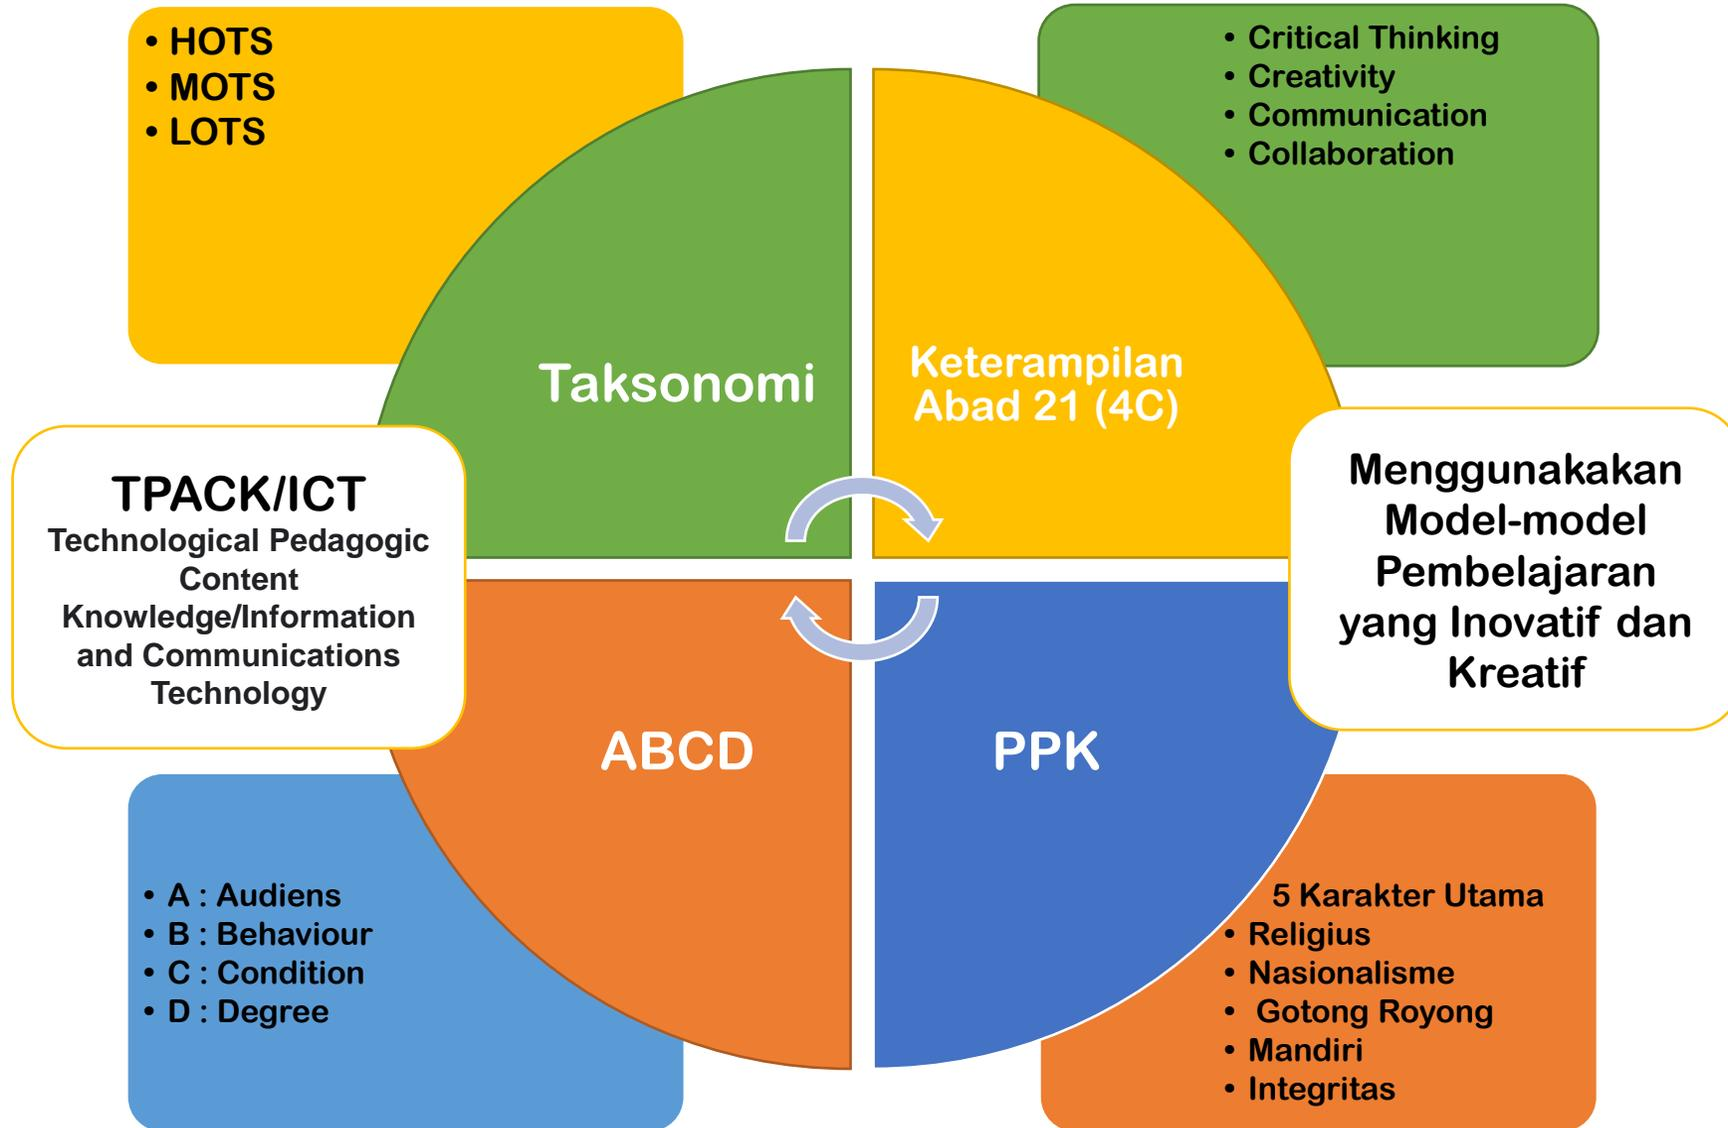 • HOTS
• MOTS
• LOTS
• Critical Thinking
• Creativity
• Communication
• Collaboration
Taksonomi
Keterampilan
Abad 21 (4C)
TPACK/ICT
Technological Pedagogic
Content
Knowledge/Information
and Communications
Technology
Menggunakakan
Model-model
Pembelajaran
yang Inovatif dan
Kreatif
ABCD
PPK
• A : Audiens
• B : Behaviour
• C : Condition
• D : Degree
5 Karakter Utama
• Religius
• Nasionalisme
• Gotong Royong
• Mandiri
• Integritas